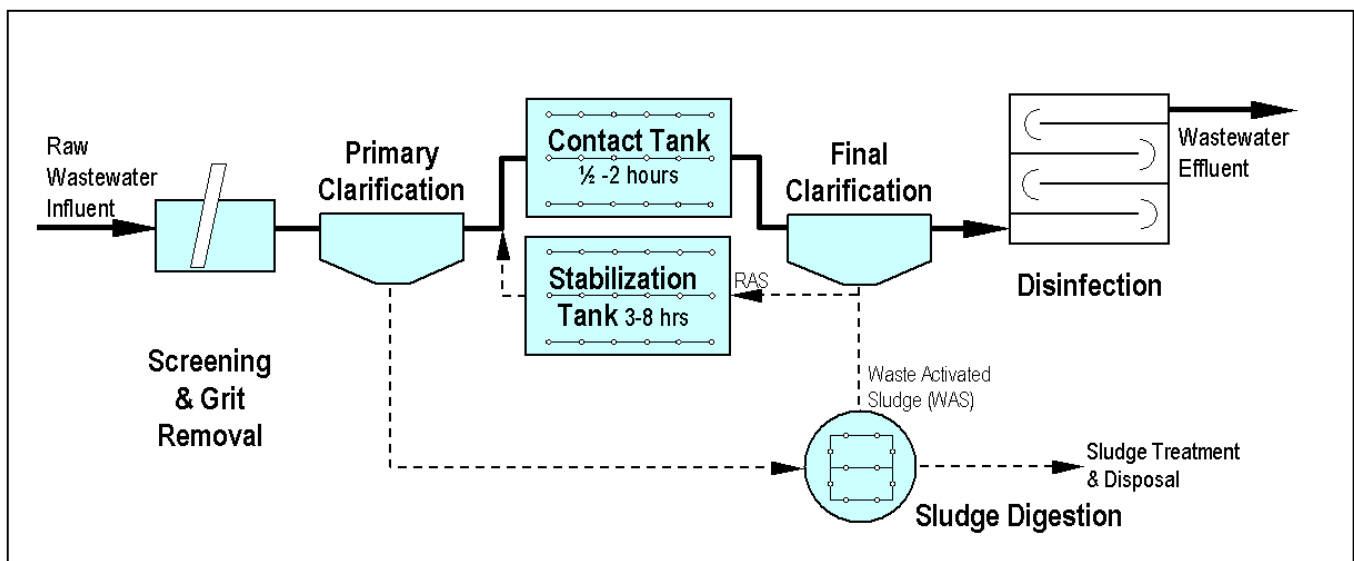 Raw
Wastewater
Influent
Screening
& Grit
Removal
Primary
Clarification
Contact Tank
½ -2 hours
Stabilization
Tank 3-8 hrs
RAS
Final
Clarification
Waste Activated
Sludge (WAS)
Sludge Digestion
Sludge Treatment
& Disposal
Disinfection
Wastewater
Effluent